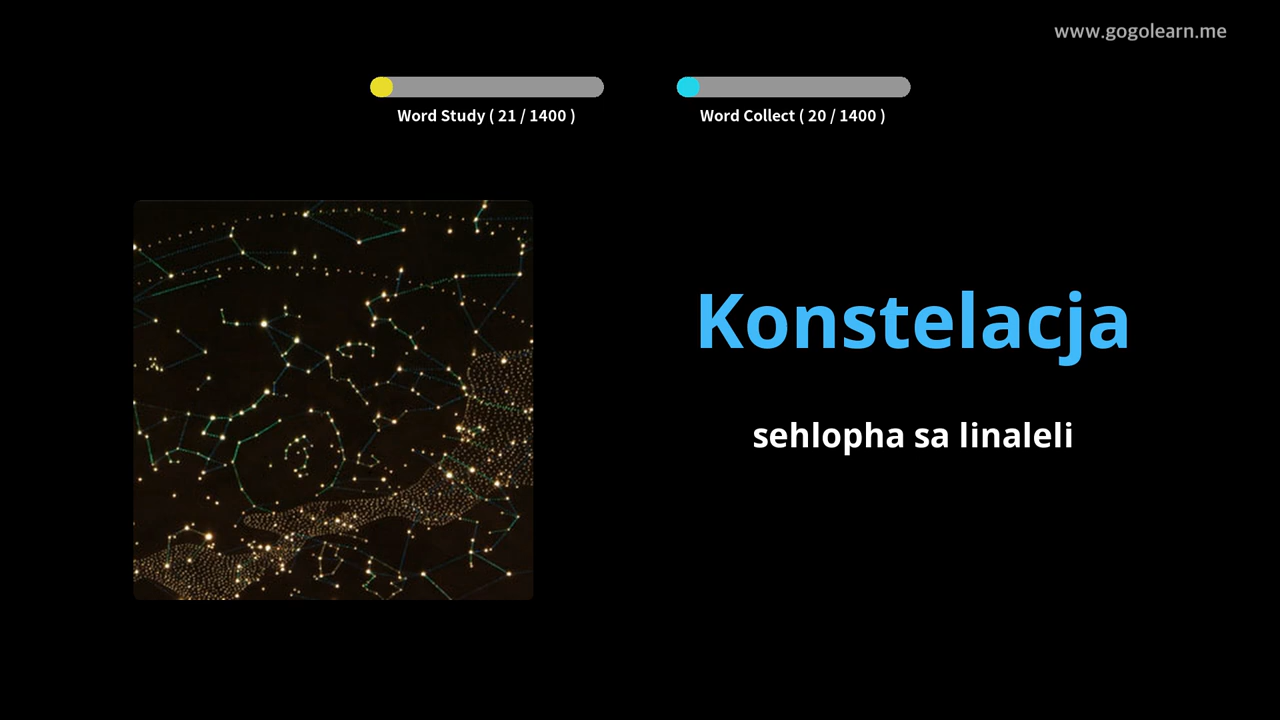 www.gogolearn.me
Word Study ( 21 / 1400 )
Word Collect ( 20 / 1400 )
Konstelacja
sehlopha sa linaleli